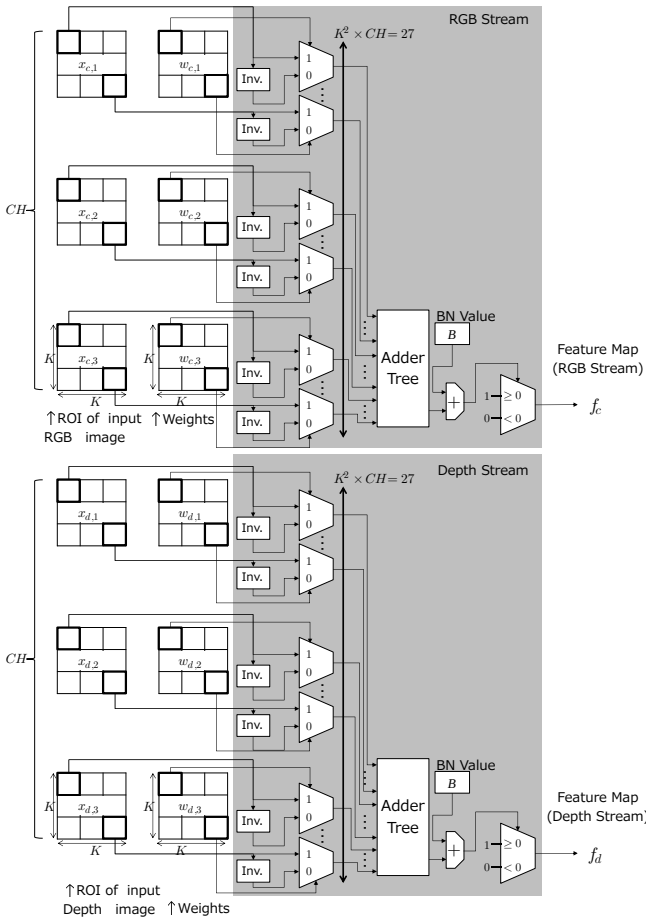 RGB Stream
$K^2 \times CH = 27$
$x_{c,1}$
$w_{c,1}$
Inv.
1
0
Inv.
1
0
CH
$x_{c,2}$
$w_{c,2}$
Inv.
1
0
Inv.
1
0
$x_{c,3}$
$w_{c,3}$
K
K
K
K
Inv.
1
0
Inv.
1
0
Adder
Tree
BN Value
B
+
1 ≥ 0
0 < 0
Feature Map
(RGB Stream)
$f_c$
↑ROI of input
RGB image
↑Weights
Depth Stream
$K^2 \times CH = 27$
$x_{d,1}$
$w_{d,1}$
Inv.
1
0
Inv.
1
0
CH
$x_{d,2}$
$w_{d,2}$
Inv.
1
0
Inv.
1
0
$x_{d,3}$
$w_{d,3}$
K
K
K
K
Inv.
1
0
Inv.
1
0
Adder
Tree
BN Value
B
+
1 ≥ 0
0 < 0
Feature Map
(Depth Stream)
$f_d$
↑ROI of input
Depth image
↑Weights